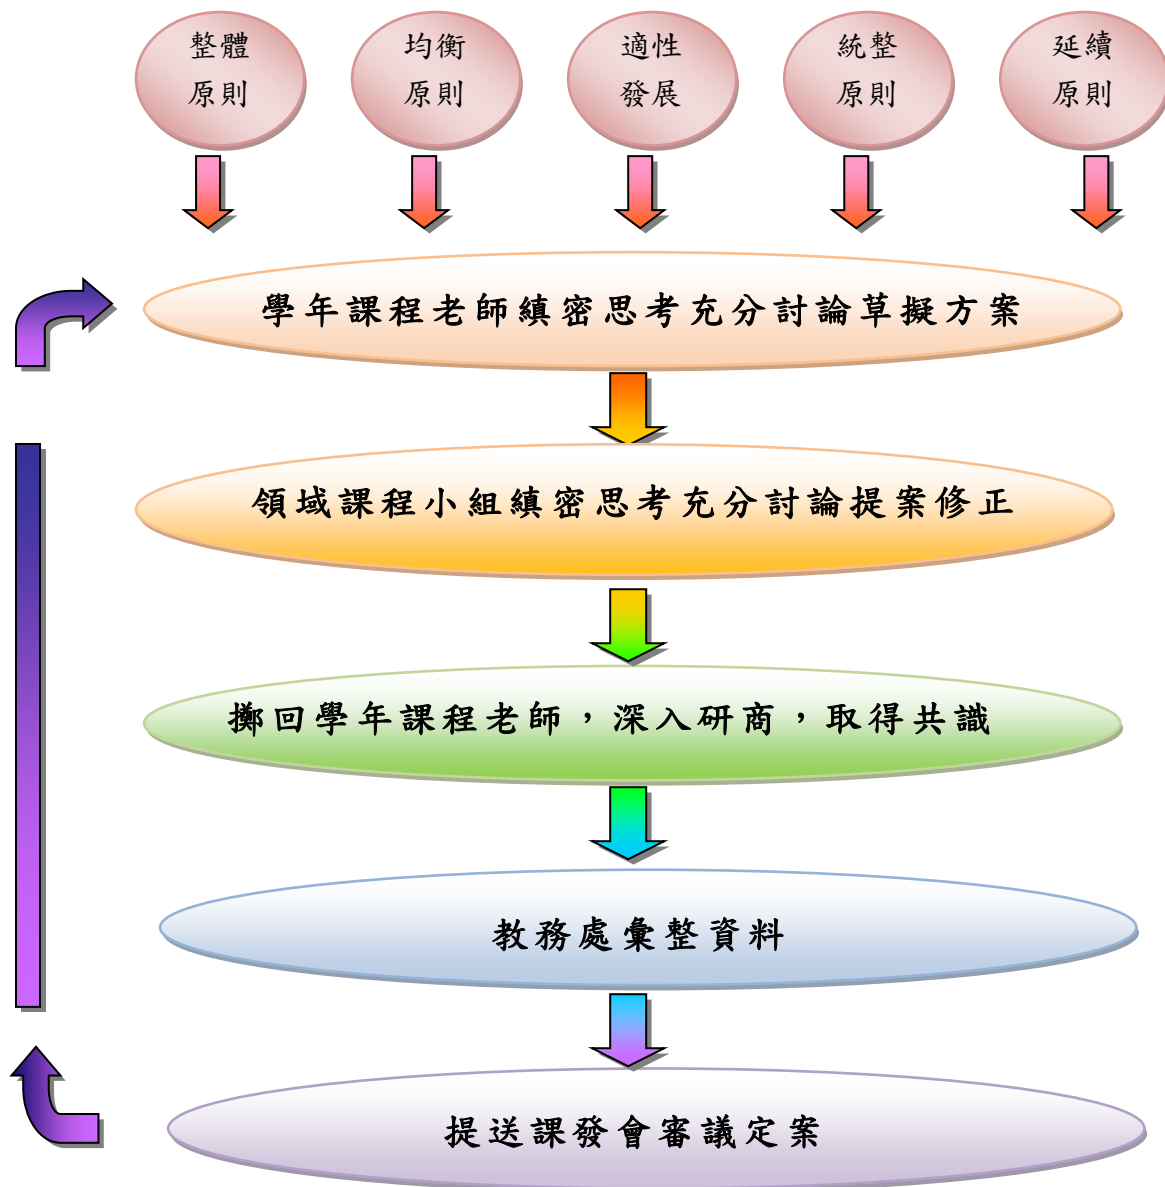 整體
原則
均衡
原則
適性
發展
統整
原則
延續
原則
學年課程老師縝密思考充分討論草擬方案
領域課程小組縝密思考充分討論提案修正
擲回學年課程老師，深入研商，取得共識
教務處彙整資料
提送課發會審議定案